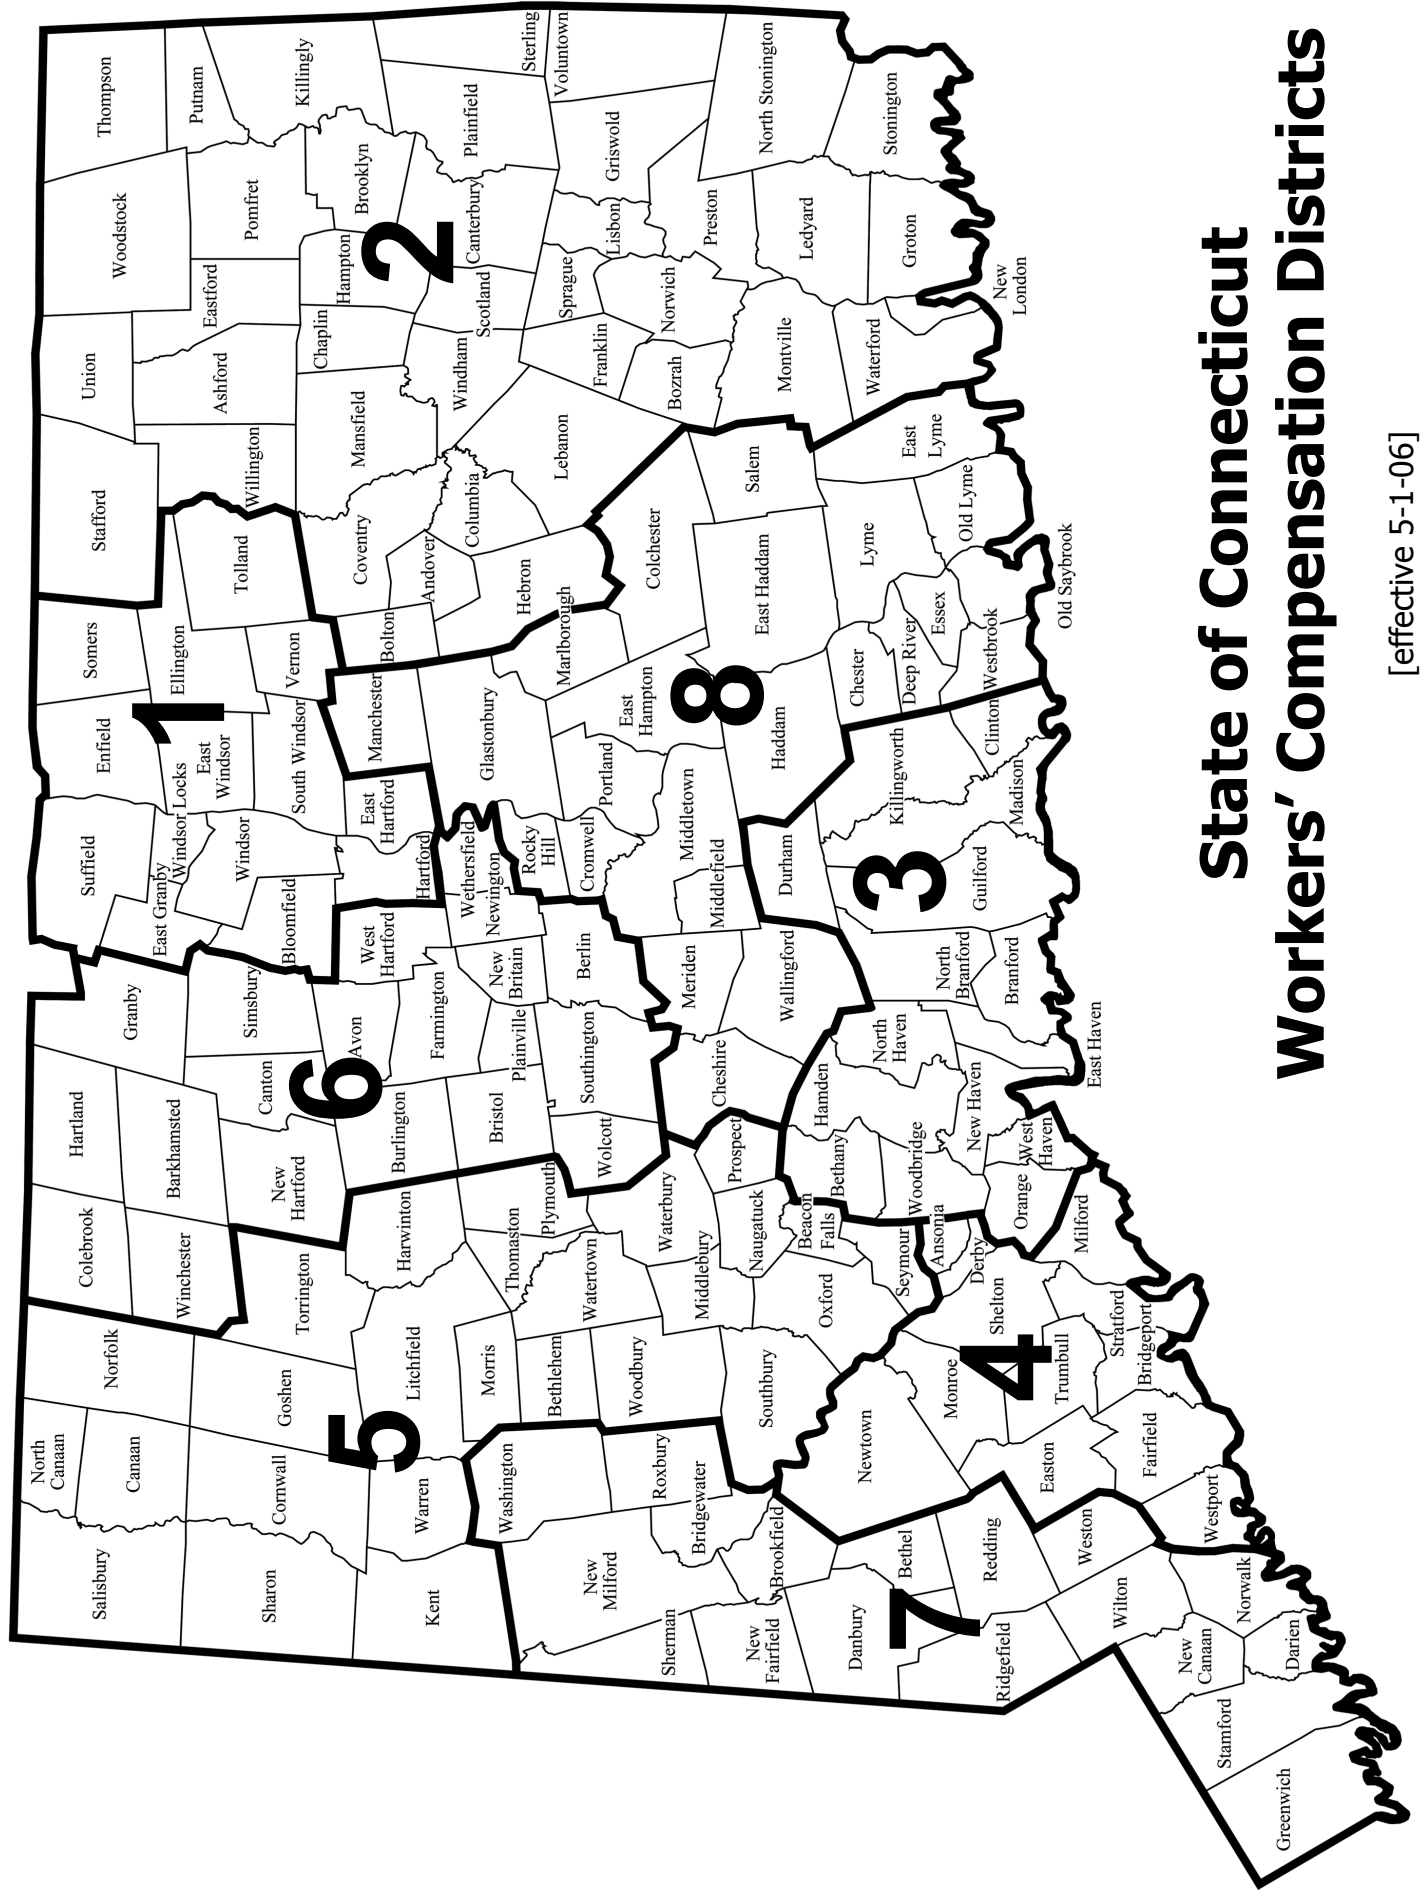 Salisbury
North
Canaan
Norfolk
Colebrook
Hartland
Granby
Suffield
Enfield
Somers
Stafford
Union
Woodstock
Thompson
Canaan
Winchester
Barkhamsted
East Granby
Windsor Locks
East
Windsor
Ellington
1
Willington
Ashford
Eastford
Pomfret
Putnam
Sharon
Cornwall
Goshen
Torrington
New
Hartford
Canton
Simsbury
Bloomfield
Windsor
South Windsor
Vernon
Tolland
Mansfield
Chaplin
Hampton
Brooklyn
Killingly
Kent
Warren
5
Litchfield
Harwinton
Burlington
6
Avon
Farmington
West
Hartford
Hartford
East
Hartford
Manchester
Bolton
Coventry
Andover
Columbia
Windham
Scotland
2
Canterbury
Plainfield
Sterling
Washington
Morris
Bethlehem
Thomaston
Plymouth
Bristol
Plainville
New
Britain
Newington
Wethersfield
Rocky
Hill
Glastonbury
Hebron
Marlborough
Lebanon
Franklin
Sprague
Lisbon
Griswold
Voluntown
New
Milford
Roxbury
Woodbury
Watertown
Wolcott
Southington
Berlin
Cromwell
Portland
East
Hampton
Colchester
Bozrah
Norwich
Preston
North Stonington
Sherman
Bridgewater
Southbury
Middlebury
Waterbury
Naugatuck
Prospect
Cheshire
Meriden
Middlefield
Middletown
8
East Haddam
Salem
Montville
Ledyard
Stonington
New
Fairfield
Brookfield
Newtown
Oxford
Beacon
Falls
Seymour
Bethany
Hamden
Wallingford
Durham
Haddam
Chester
Lyme
East
Lyme
Waterford
New
London
Groton
Danbury
Bethel
7
Monroe
Shelton
Derby
Ansonia
Woodbridge
North
Haven
New Haven
North
Branford
3
Killingworth
Deep River
Essex
Old Lyme
Ridgefield
Redding
Easton
Trumbull
4
Stratford
Milford
Orange
West
Haven
East Haven
Branford
Guilford
Madison
Clinton
Westbrook
Old Saybrook
Weston
Wilton
Fairfield
Bridgeport
Westport
Norwalk
New
Canaan
Darien
Stamford
Greenwich
State of Connecticut
Workers’ Compensation Districts
[effective 5-1-06]